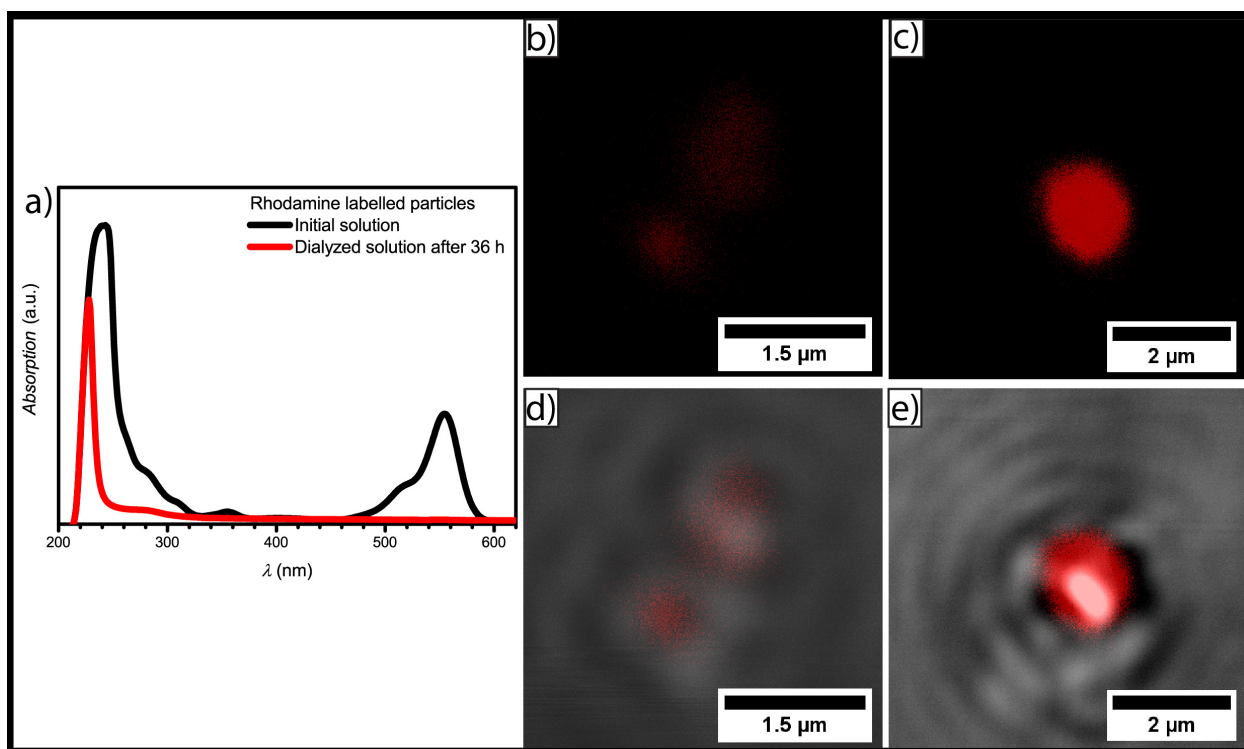 a)
Rhodamine labelled particles
Initial solution
Dialyzed solution after 36 h
Absorption (a.u.)
200 300 400 500 600
λ (nm)
b)
1.5 µm
c)
2 µm
d)
1.5 µm
e)
2 µm